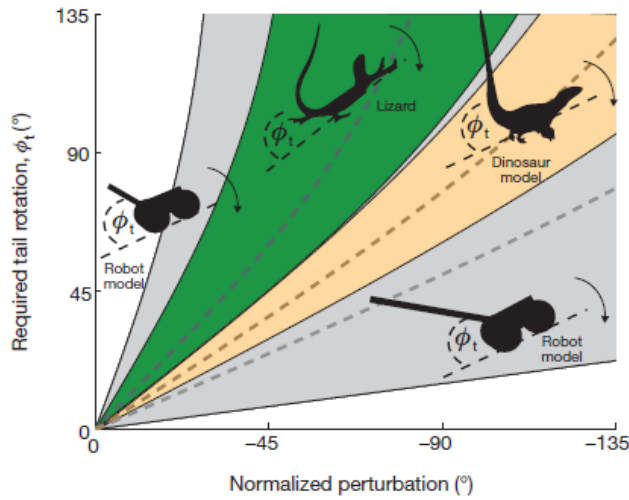 Required tail rotation, ϕt (°)
135
90
45
0
0
−45
−90
−135
Normalized perturbation (°)
ϕt
Lizard
ϕt
Dinosaur
model
ϕt
Robot
model
ϕt
Robot
model